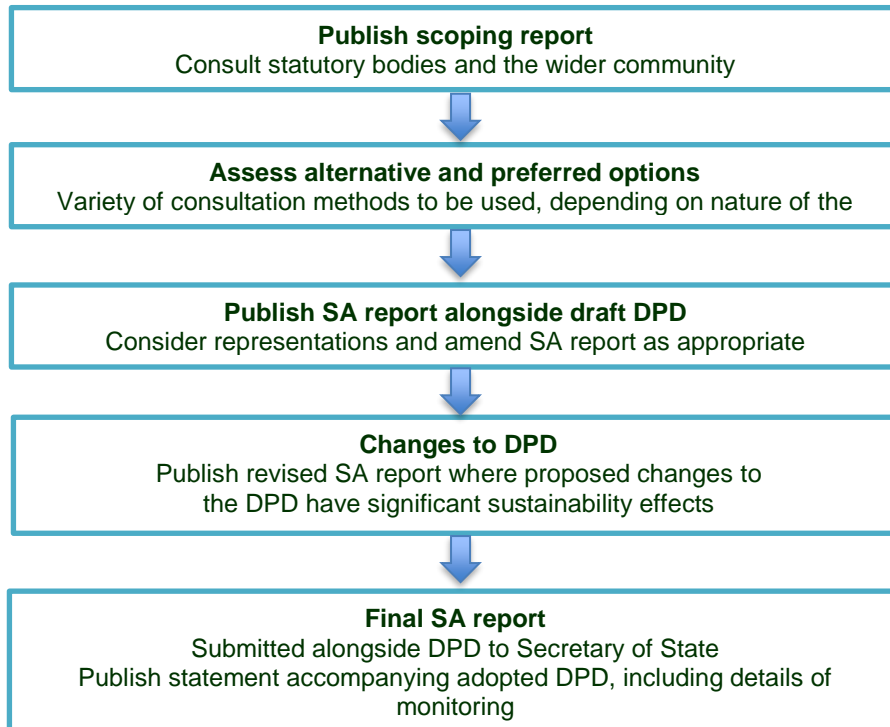 Publish scoping report
Consult statutory bodies and the wider community
Assess alternative and preferred options
Variety of consultation methods to be used, depending on nature of the
Publish SA report alongside draft DPD
Consider representations and amend SA report as appropriate
Changes to DPD
Publish revised SA report where proposed changes to
the DPD have significant sustainability effects
Final SA report
Submitted alongside DPD to Secretary of State
Publish statement accompanying adopted DPD, including details of
monitoring